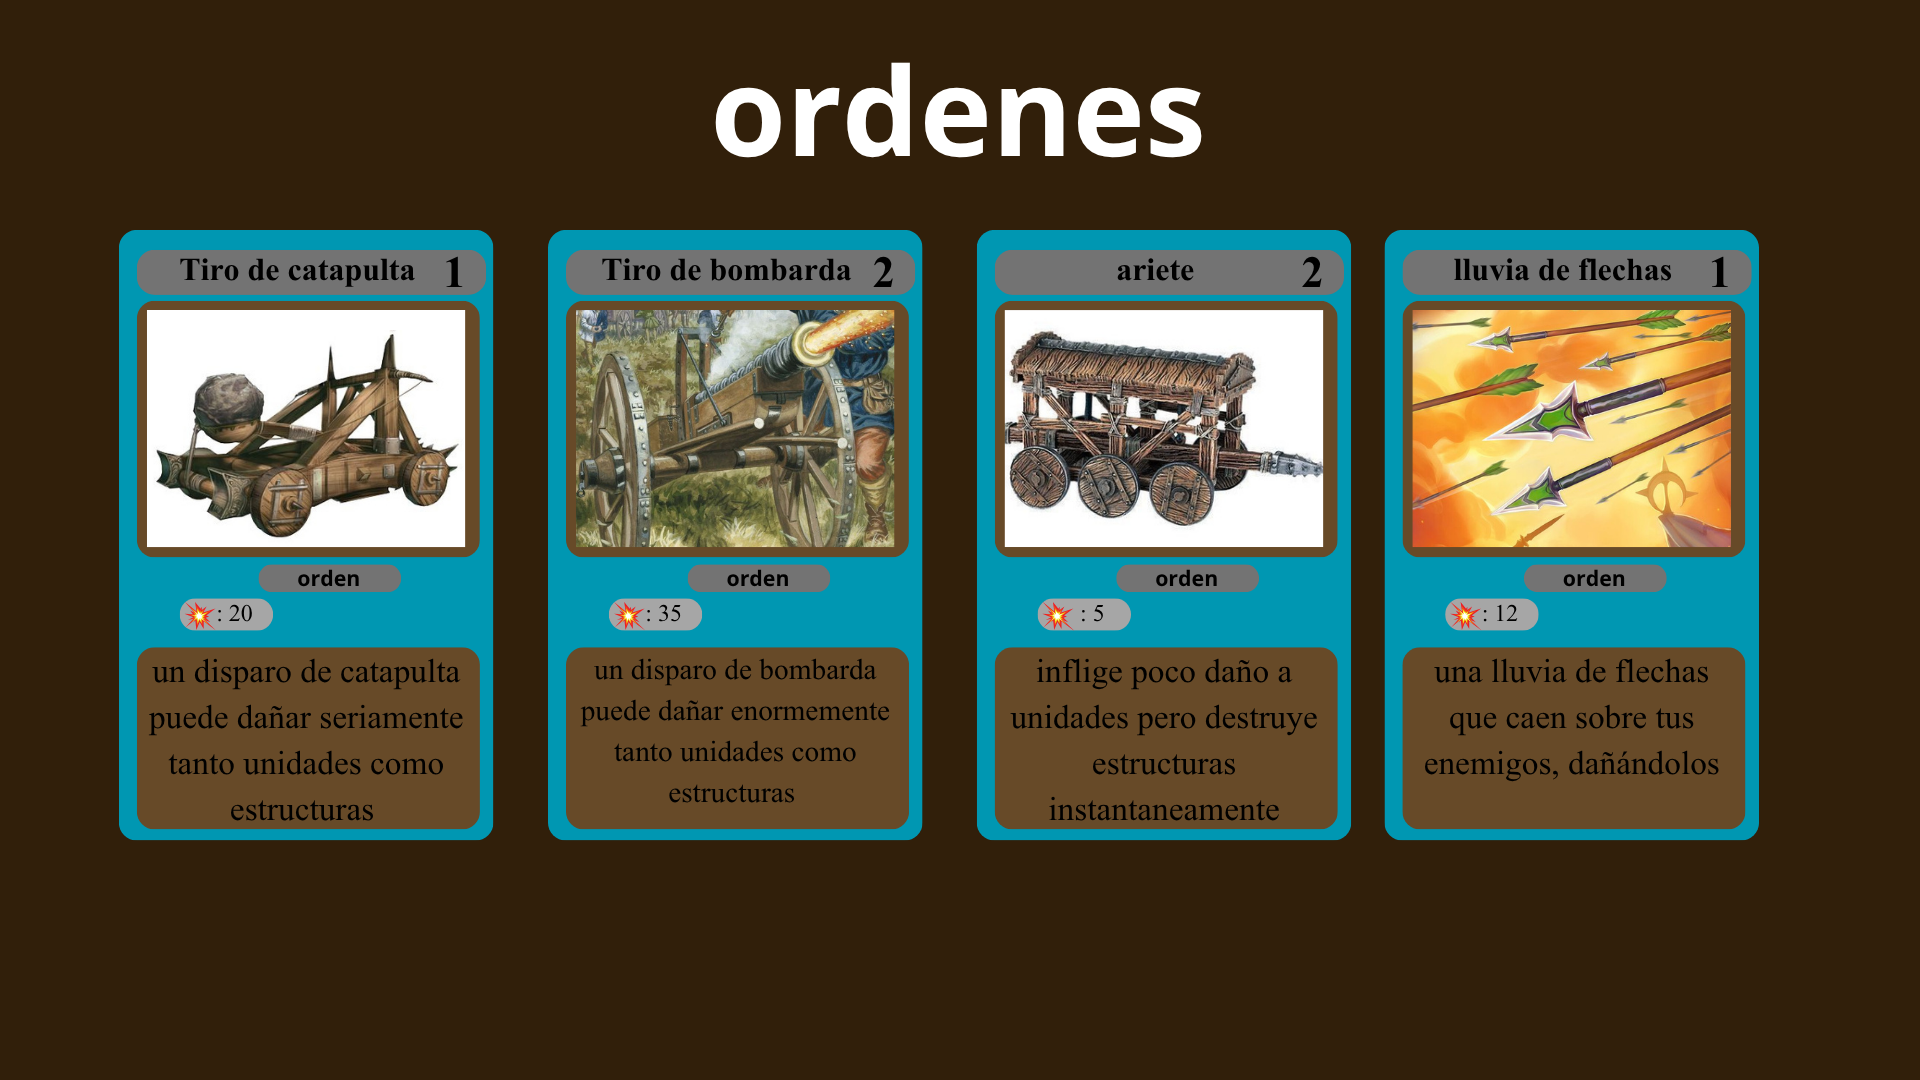 ordenes
Tiro de catapulta 1
orden
💥: 20
un disparo de catapulta
puede dañar seriamente
tanto unidades como
estructuras
Tiro de bombarda 2
orden
💥: 35
un disparo de bombarda
puede dañar enormemente
tanto unidades como
estructuras
ariete 2
orden
💥 : 5
inflige poco daño a
unidades pero destruye
estructuras
instantaneamente
lluvia de flechas 1
orden
💥: 12
una lluvia de flechas
que caen sobre tus
enemigos, dañándolos